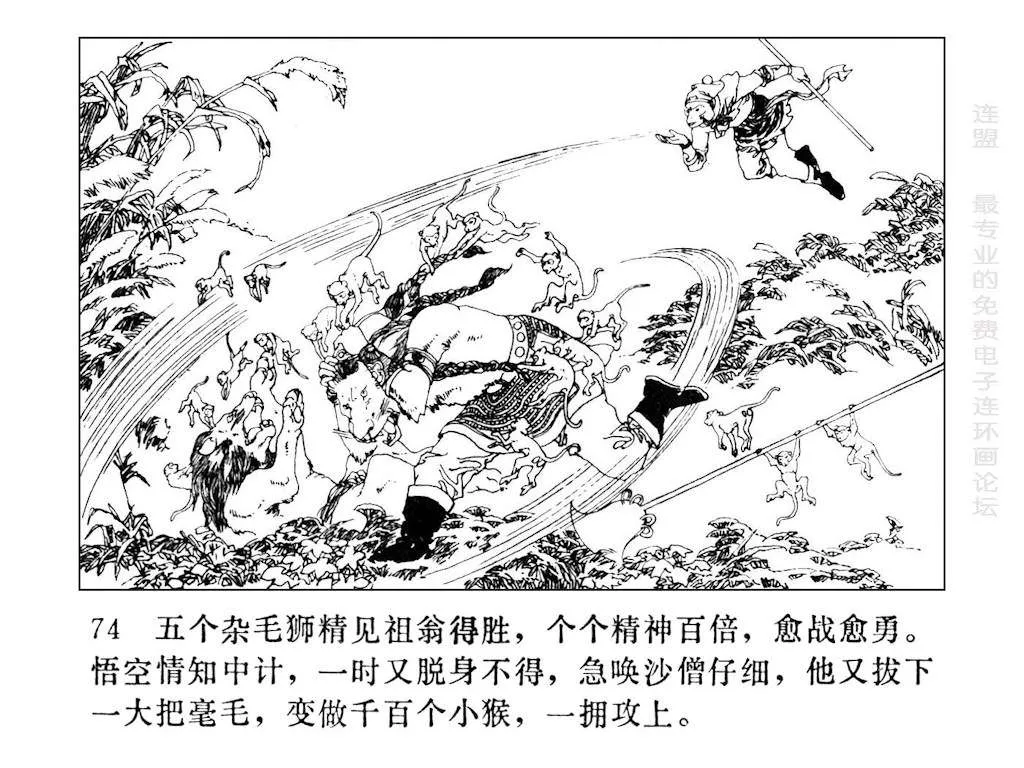 74 五个杂毛狮精见祖翁得胜，个个精神百倍，愈战愈勇。
悟空情知中计，一时又脱身不得，急唤沙僧仔细，他又拔下
一大把毫毛，变做千百个小猴，一拥攻上。
连盟 最专业的免费电子连环画论坛